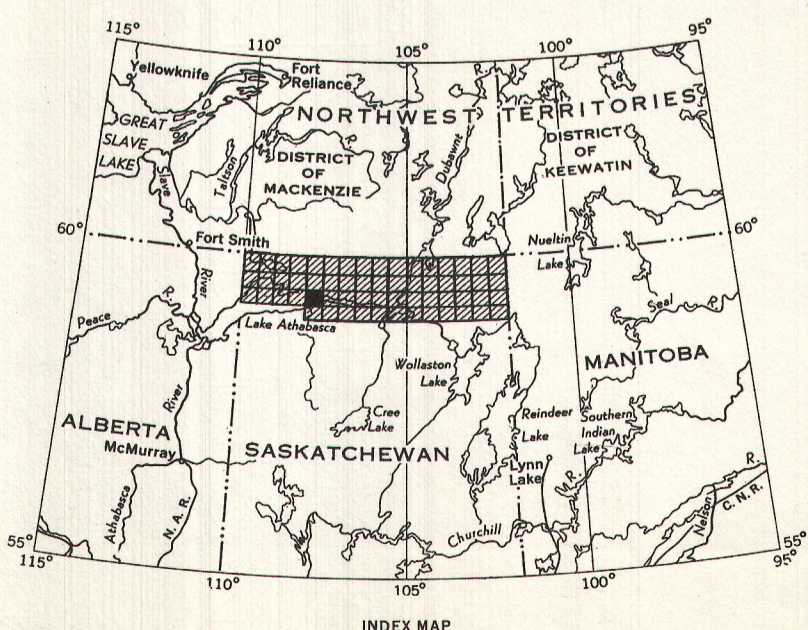 115°
110°
105°
100°
95°
Yellowknife
Fort
Reliance
R.
NORTHWEST TERRITORIES
GREAT
SLAVE
LAKE
Slave
Taltson
R.
DISTRICT
OF
MACKENZIE
Dubawnt
DISTRICT
OF
KEEWATIN
60°
60°
Fort Smith
Nueltin
Lake
River
R.
Peace
Lake Athabasca
Seal R.
Wollaston
Lake
MANITOBA
River
Cree
Lake
Reindeer
Lake
Southern
Indian
Lake
ALBERTA
McMurray
SASKATCHEWAN
Lynn
Lake
R.
R.
Athabasca
N. A. R.
Churchill
Nelson
C. N. R.
55°
55°
115°
110°
105°
100°
95°
INDEX MAP